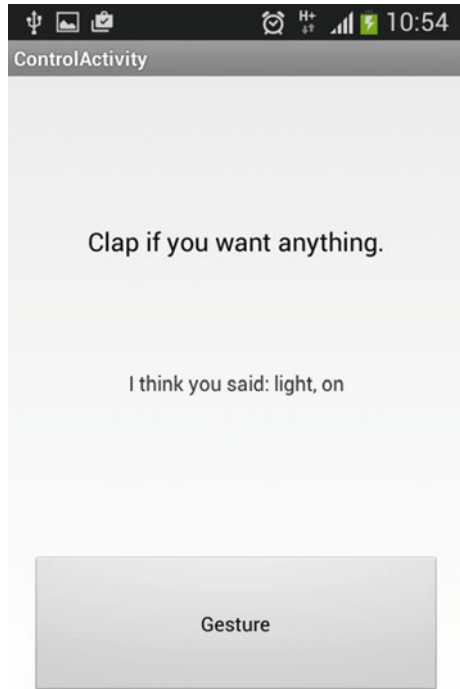 H+ 10:54
ControlActivity
Clap if you want anything.
I think you said: light, on
Gesture